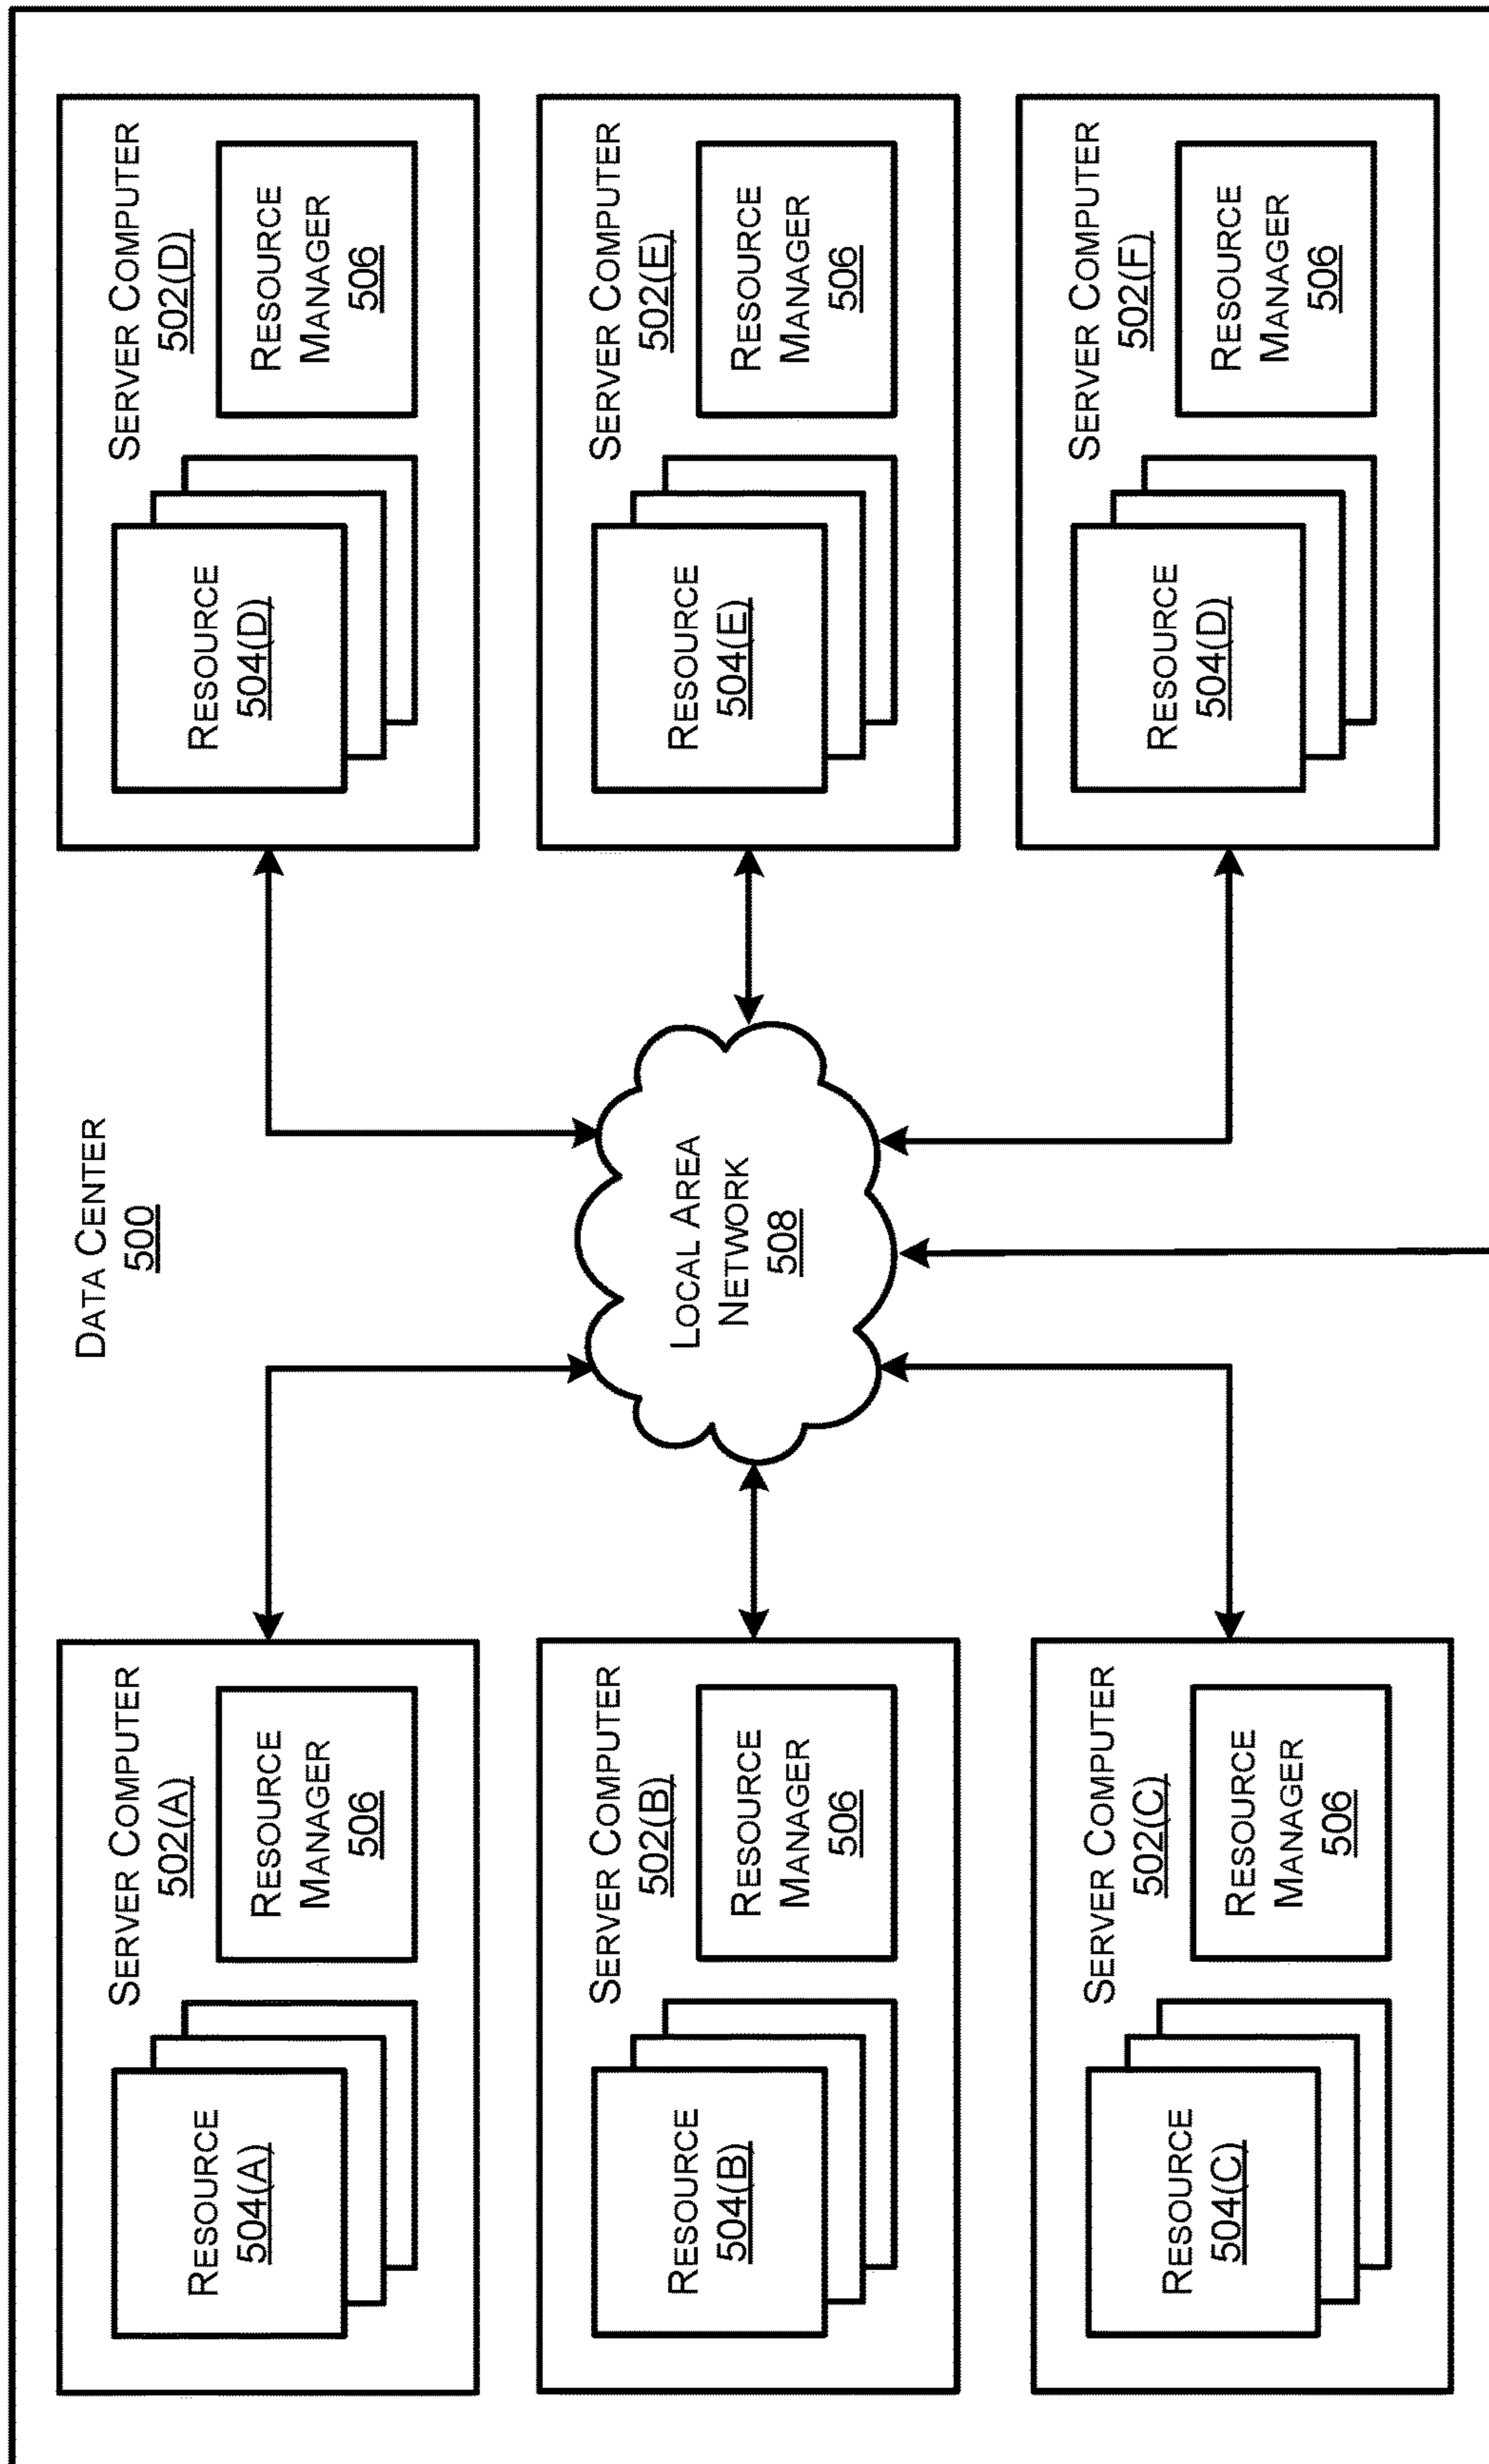 DATA CENTER
500
SERVER COMPUTER
502(A)
RESOURCE
504(A)
RESOURCE
MANAGER
506
SERVER COMPUTER
502(B)
RESOURCE
504(B)
RESOURCE
MANAGER
506
SERVER COMPUTER
502(C)
RESOURCE
504(C)
RESOURCE
MANAGER
506
LOCAL AREA
NETWORK
508
SERVER COMPUTER
502(D)
RESOURCE
504(D)
RESOURCE
MANAGER
506
SERVER COMPUTER
502(E)
RESOURCE
504(E)
RESOURCE
MANAGER
506
SERVER COMPUTER
502(F)
RESOURCE
504(D)
RESOURCE
MANAGER
506